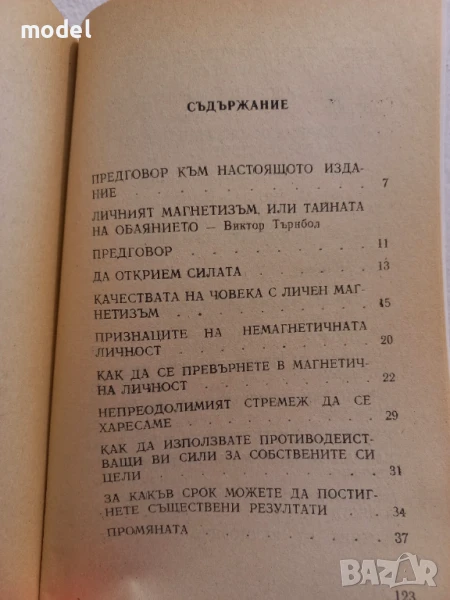 model
СЪДЪРЖАНИЕ
ПРЕДГОВОР КЪМ НАСТОЯЩОТО ИЗДА-
НИЕ . . . . . . . . 7
ЛИЧНИЯТ МАГНЕТИЗЪМ, ИЛИ ТАЙНАТА
НА ОБАЯНИЕТО — Виктор Търнбол
ПРЕДГОВОР . . . . . . . 11
ДА ОТКРИЕМ СИЛАТА . . . . 13
КАЧЕСТВАТА НА ЧОВЕКА С ЛИЧЕН МАГ-
НЕТИЗЪМ . . . . . . . 15
ПРИЗНАЦИТЕ НА НЕМАГНЕТИЧНАТА
ЛИЧНОСТ . . . . . . . 20
КАК ДА СЕ ПРЕВЪРНЕТЕ В МАГНЕТИЧ-
НА ЛИЧНОСТ . . . . . . 22
НЕПРЕОДОЛИМИЯТ СТРЕМЕЖ ДА СЕ
ХАРЕСАМЕ . . . . . . . 29
КАК ДА ИЗПОЛЗВАТЕ ПРОТИВОДЕЙСТ-
ВАЩИ ВИ СИЛИ ЗА СОБСТВЕНИТЕ СИ
ЦЕЛИ . . . . . . . . 31
ЗА КАКЪВ СРОК МОЖЕТЕ ДА ПОСТИГ-
НЕТЕ СЪЩЕСТВЕНИ РЕЗУЛТАТИ . . 34
ПРОМЯНАТА . . . . . . . 37
123
BAZAR